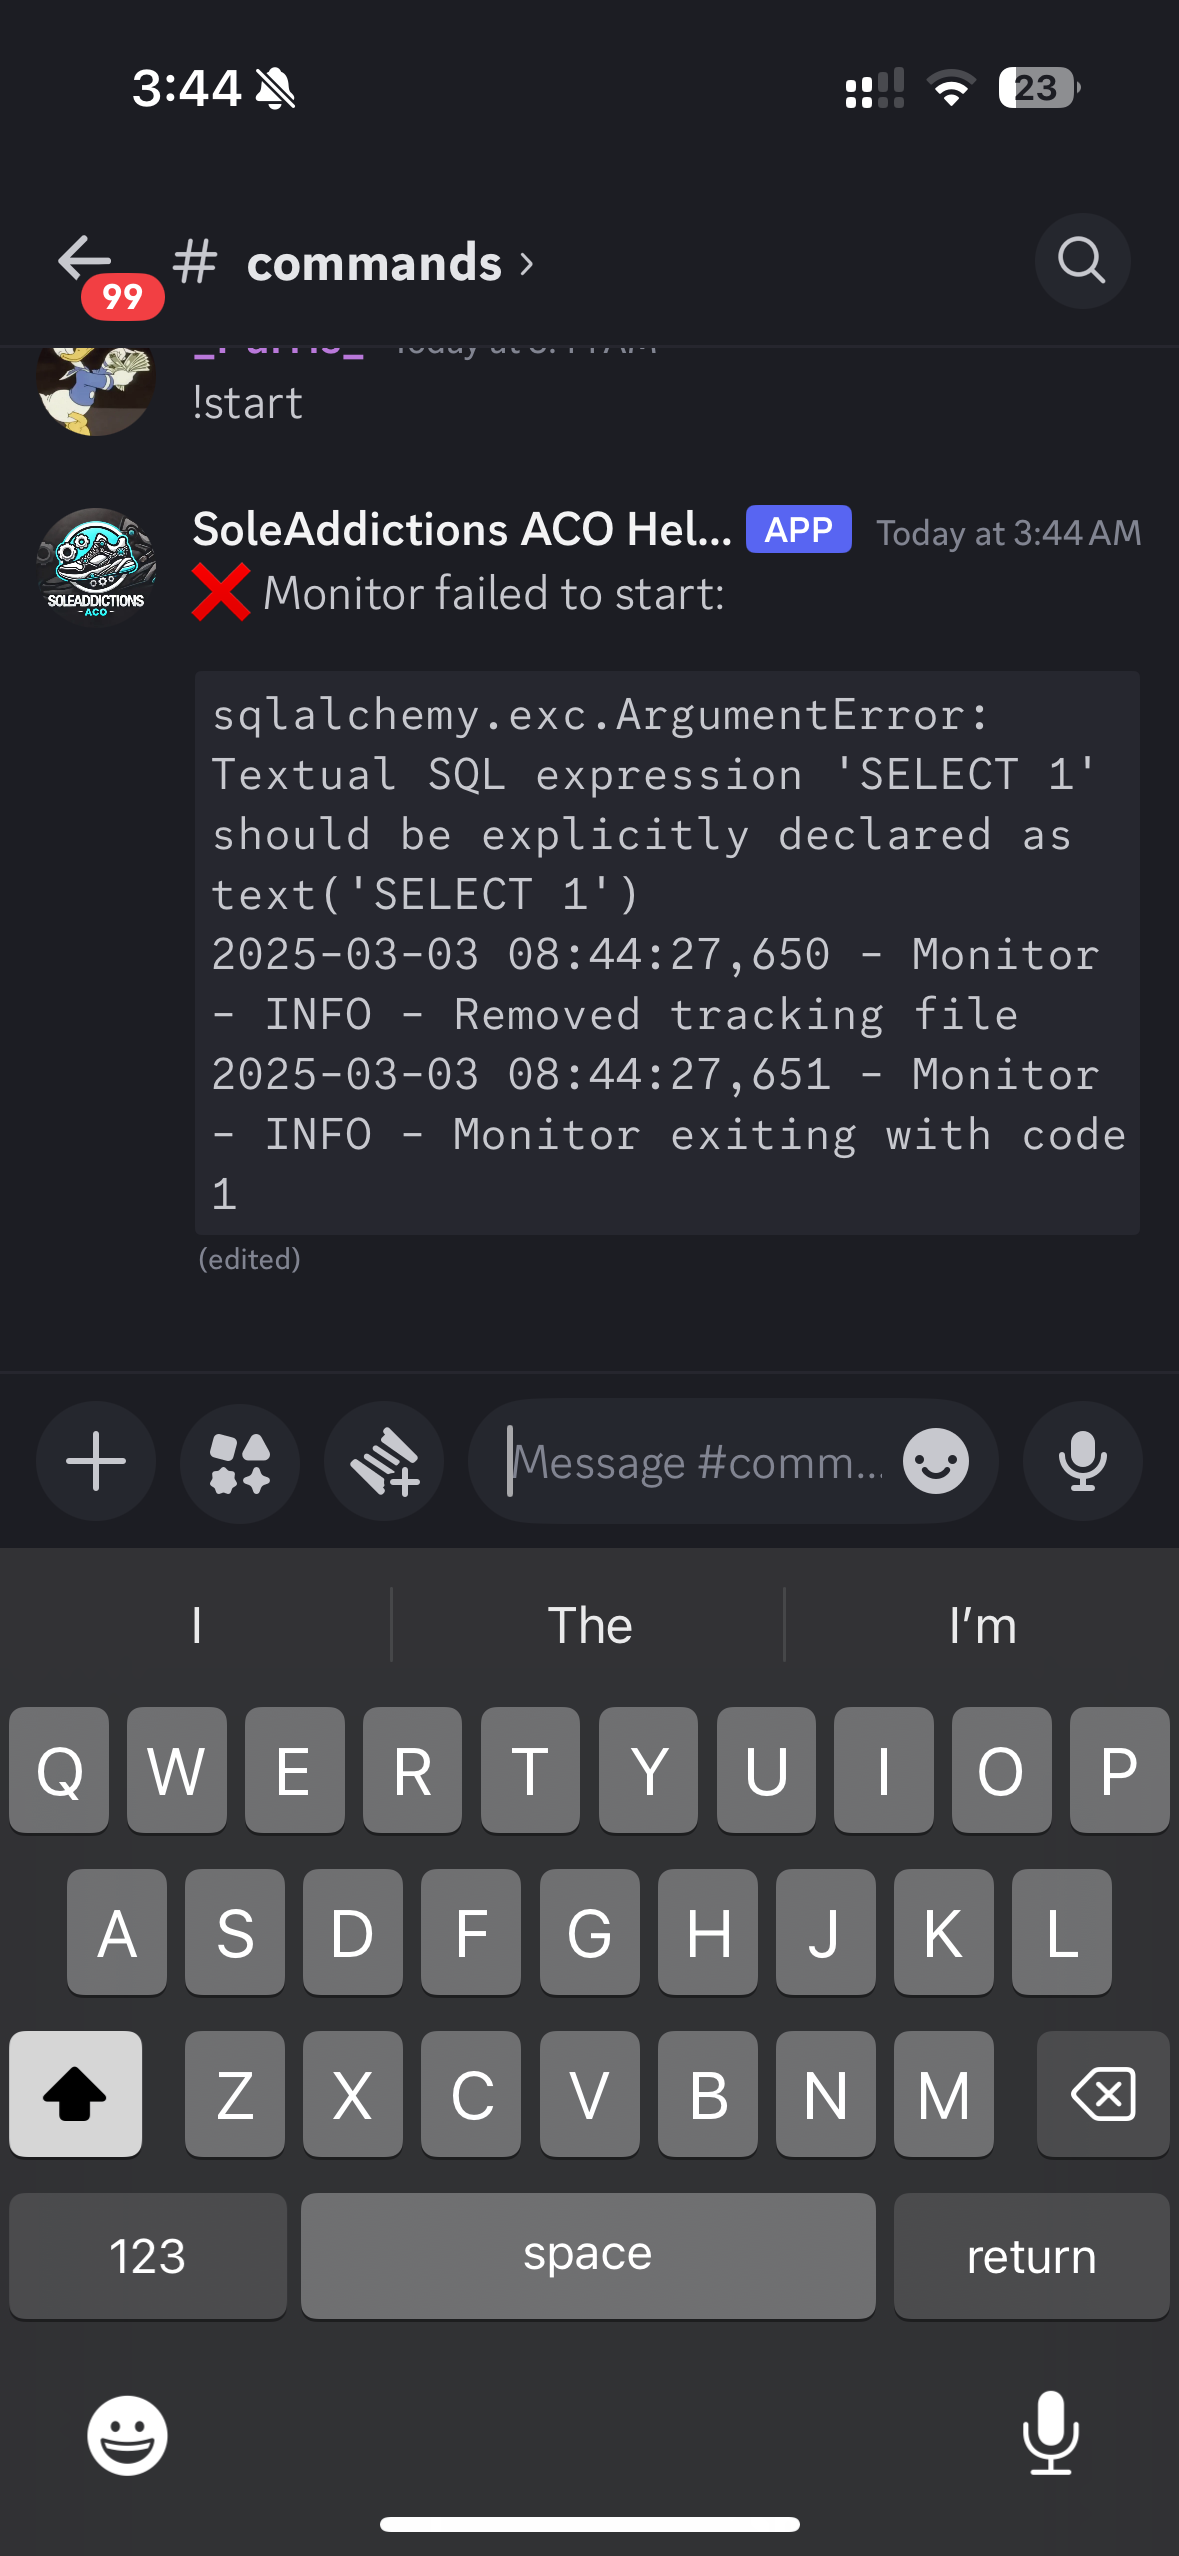 3:44
23
99
# commands ›
!start
SoleAddictions ACO Hel... APP Today at 3:44 AM
❌ Monitor failed to start:
SOLEADDICTIONS
- ACO -
sqlalchemy.exc.ArgumentError:
Textual SQL expression 'SELECT 1'
should be explicitly declared as
text('SELECT 1')
2025-03-03 08:44:27,650 - Monitor
- INFO - Removed tracking file
2025-03-03 08:44:27,651 - Monitor
- INFO - Monitor exiting with code
1
(edited)
Message #comm...
I The I'm
Q W E R T Y U I O P
A S D F G H J K L
Z X C V B N M
123 space return